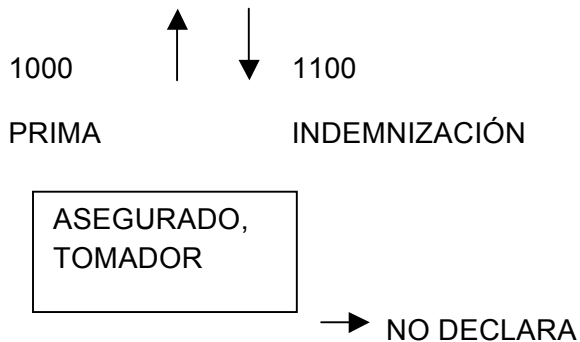 1000 1100
PRIMA INDEMNIZACIÓN
ASEGURADO,
TOMADOR
NO DECLARA